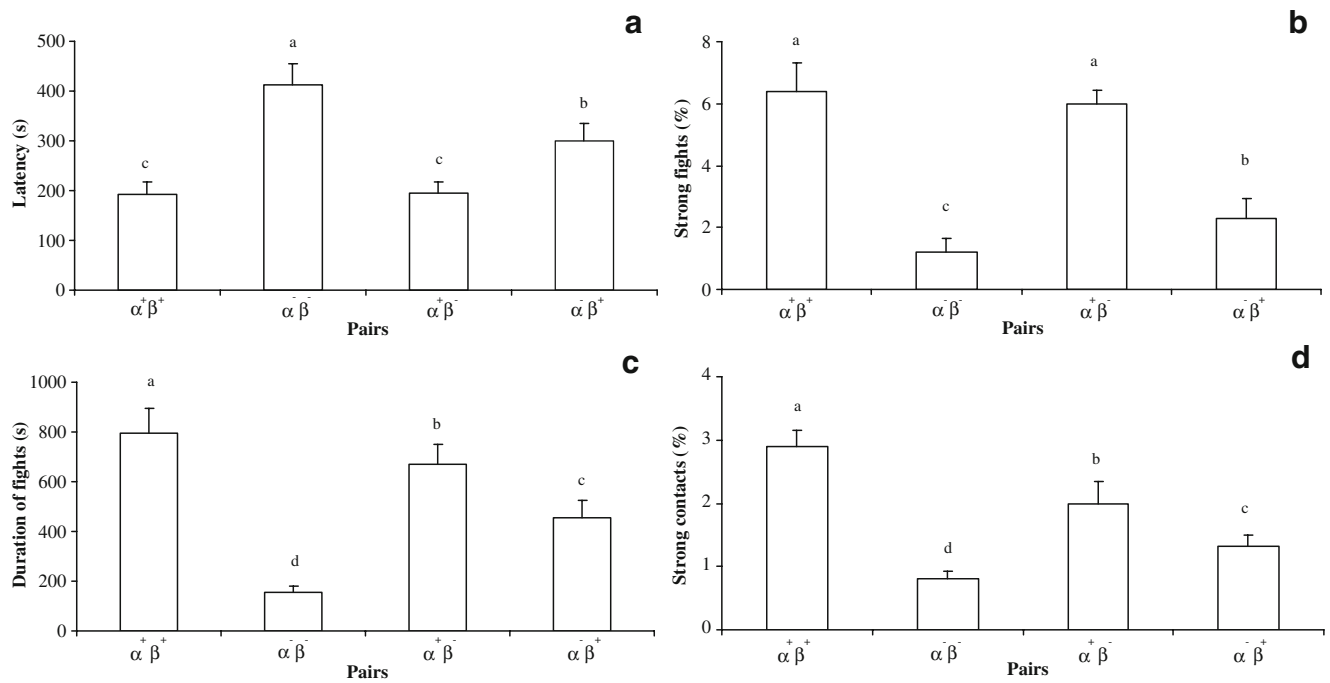 a
Latency (s)
500
400
300
200
100
0
c
a
c
b
α⁺β⁺
α⁻β⁻
α⁺β⁻
α⁻β⁺
Pairs
b
Strong fights (%)
8
6
4
2
0
a
c
a
b
α⁺β⁺
α⁻β⁻
α⁺β⁻
α⁻β⁺
Pairs
c
Duration of fights (s)
1000
800
600
400
200
0
a
d
b
c
α⁺β⁺
α⁻β⁻
α⁺β⁻
α⁻β⁺
Pairs
d
Strong contacts (%)
4
3
2
1
0
a
d
b
c
α⁺β⁺
α⁻β⁻
α⁺β⁻
α⁻β⁺
Pairs